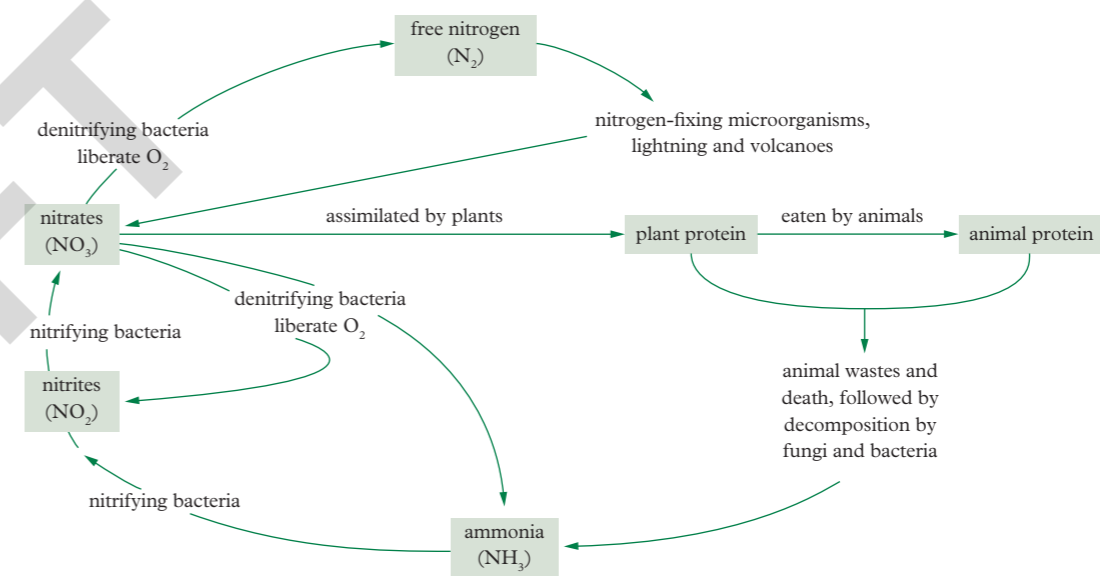 free nitrogen
(N₂)
nitrogen-fixing microorganisms,
lightning and volcanoes
denitrifying bacteria
liberate O₂
nitrates
(NO₃)
assimilated by plants
plant protein
eaten by animals
animal protein
denitrifying bacteria
liberate O₂
nitrifying bacteria
nitrites
(NO₂)
animal wastes and
death, followed by
decomposition by
fungi and bacteria
nitrifying bacteria
ammonia
(NH₃)